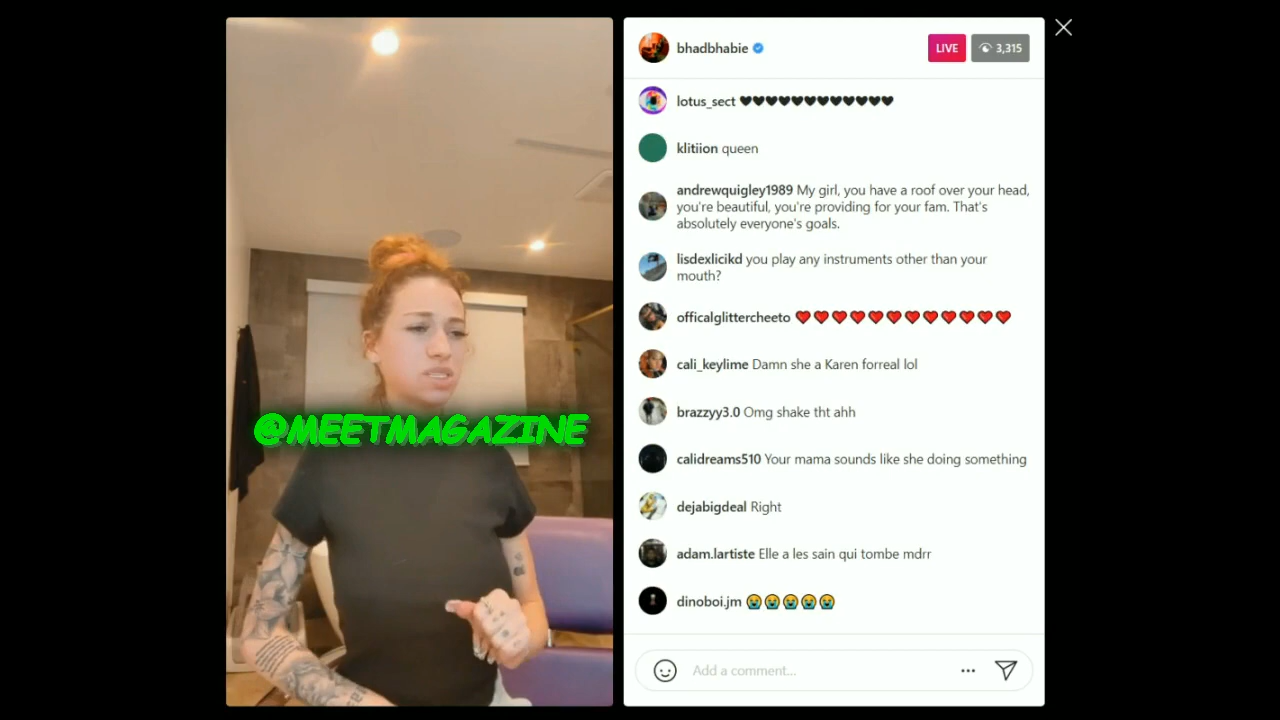 bhadbhabie
LIVE
3,315
lotus_sect 🖤🖤🖤🖤🖤🖤🖤🖤🖤🖤🖤🖤
klitiion queen
andrewquigley1989 My girl, you have a roof over your head,
you're beautiful, you're providing for your fam. That's
absolutely everyone's goals.
lisdexlicikd you play any instruments other than your
mouth?
officalglittercheeto ❤️❤️❤️❤️❤️❤️❤️❤️❤️❤️❤️❤️
cali_keylime Damn she a Karen forreal lol
@MEETMAGAZINE
brazzyy3.0 Omg shake tht ahh
calidreams510 Your mama sounds like she doing something
dejabigdeal Right
adam.lartiste Elle a les sain qui tombe mdrr
dinoboi.jm 😭😭😭😭😭
Add a comment...